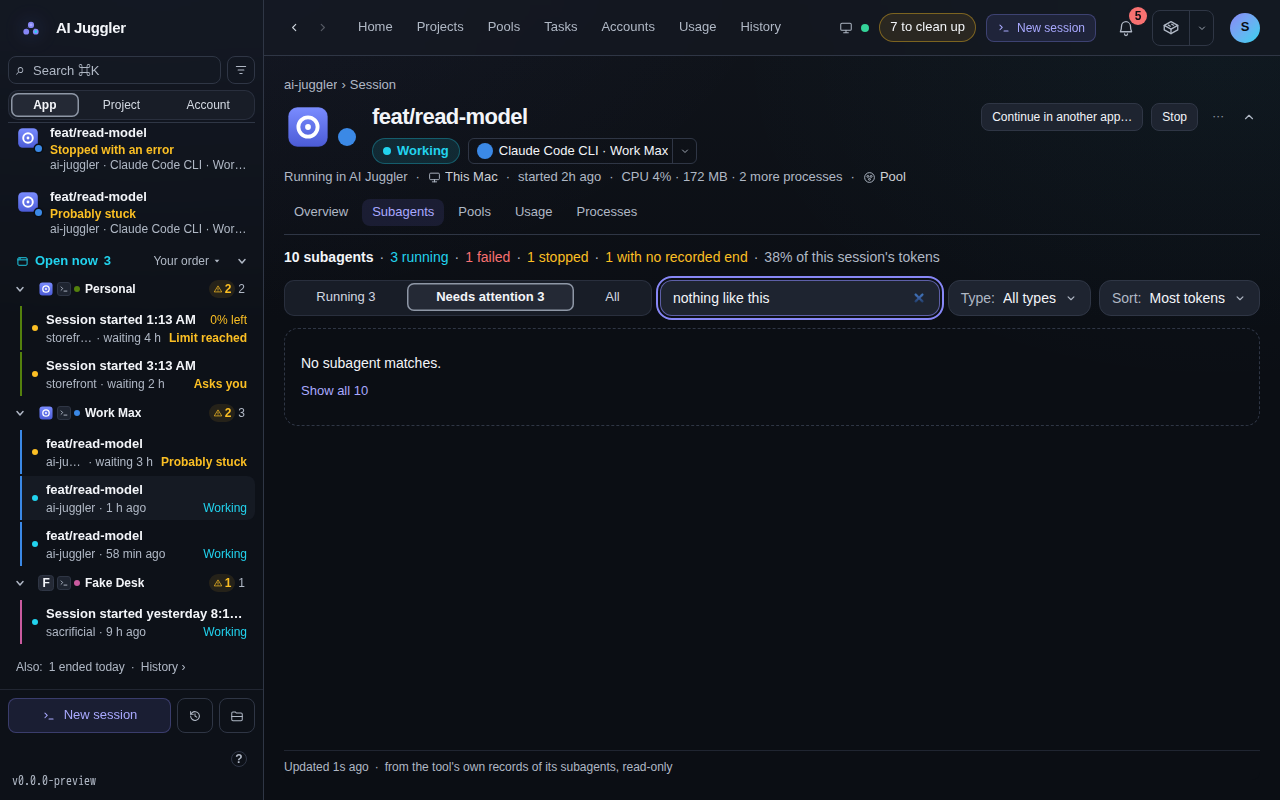 AI Juggler
Search ⌘K
App Project Account
feat/read-model
Stopped with an error
ai-juggler · Claude Code CLI · Wor…
feat/read-model
Probably stuck
ai-juggler · Claude Code CLI · Wor…
Open now 3 Your order
Personal 2 2
Session started 1:13 AM 0% left
storefr… · waiting 4 h Limit reached
Session started 3:13 AM
storefront · waiting 2 h Asks you
Work Max 2 3
feat/read-model
ai-ju… · waiting 3 h Probably stuck
feat/read-model
ai-juggler · 1 h ago Working
feat/read-model
ai-juggler · 58 min ago Working
F Fake Desk 1 1
Session started yesterday 8:1…
sacrificial · 9 h ago Working
Also: 1 ended today · History ›
New session
?
v0.0.0-preview
Home Projects Pools Tasks Accounts Usage History
7 to clean up
New session
5
S
ai-juggler › Session
feat/read-model
Continue in another app… Stop ···
Working
Claude Code CLI · Work Max
Running in AI Juggler · This Mac · started 2h ago · CPU 4% · 172 MB · 2 more processes · Pool
Overview Subagents Pools Usage Processes
10 subagents · 3 running · 1 failed · 1 stopped · 1 with no recorded end · 38% of this session's tokens
Running 3 Needs attention 3 All
nothing like this
Type: All types
Sort: Most tokens
No subagent matches.
Show all 10
Updated 1s ago · from the tool's own records of its subagents, read-only